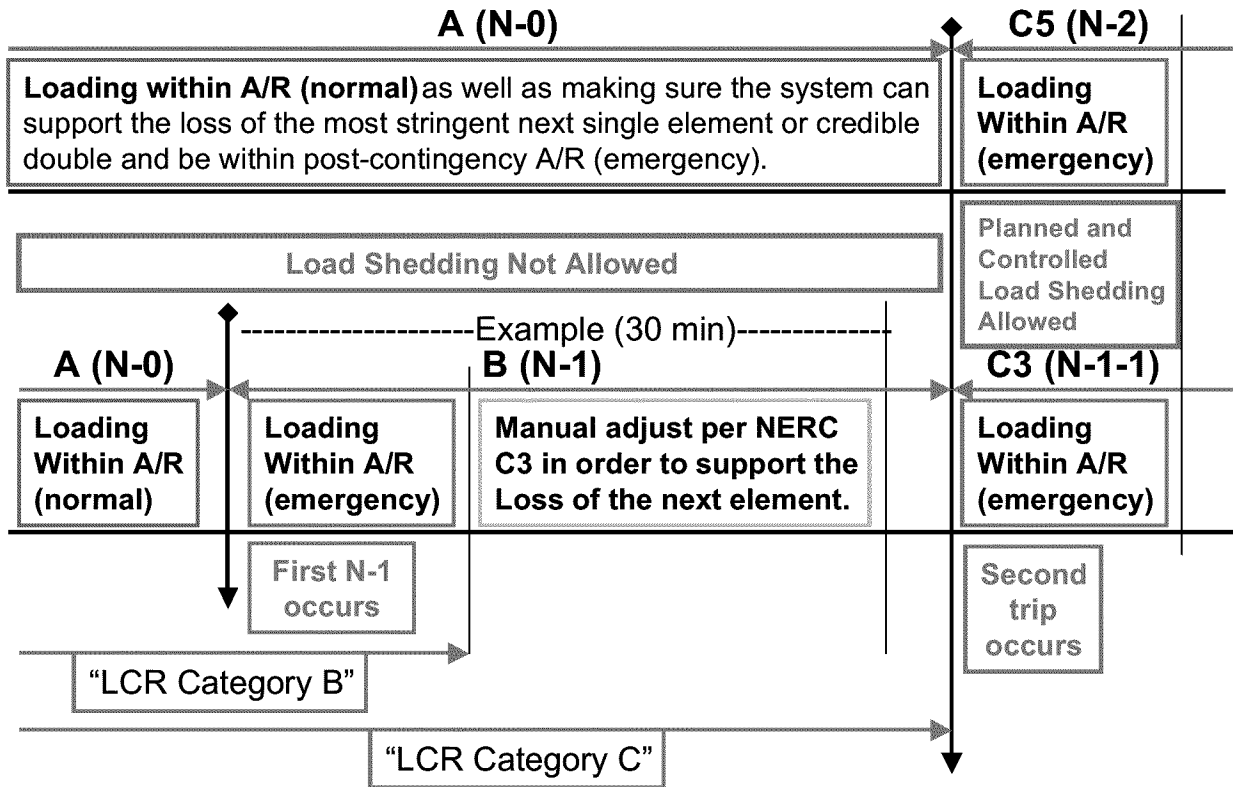 A (N-0)
C5 (N-2)
Loading within A/R (normal) as well as making sure the system can
support the loss of the most stringent next single element or credible
double and be within post-contingency A/R (emergency).
Loading
Within A/R
(emergency)
Load Shedding Not Allowed
Planned and
Controlled
Load Shedding
Allowed
--------------------Example (30 min)-------------
A (N-0)
B (N-1)
C3 (N-1-1)
Loading
Within A/R
(normal)
Loading
Within A/R
(emergency)
Manual adjust per NERC
C3 in order to support the
Loss of the next element.
Loading
Within A/R
(emergency)
First N-1
occurs
Second
trip
occurs
“LCR Category B”
“LCR Category C”